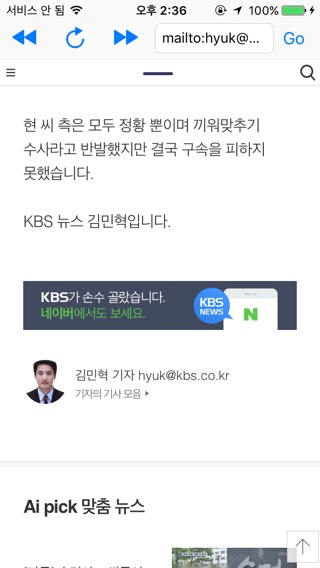 서비스 안 됨 오후 2:36 100%
mailto:hyuk@... Go
현 씨 측은 모두 정황 뿐이며 끼워맞추기
수사라고 반발했지만 결국 구속을 피하지
못했습니다.
KBS 뉴스 김민혁입니다.
KBS가 손수 골랐습니다.
네이버에서도 보세요.
KBS
NEWS
N
김민혁 기자 hyuk@kbs.co.kr
기자의 기사 모음
Ai pick 맞춤 뉴스